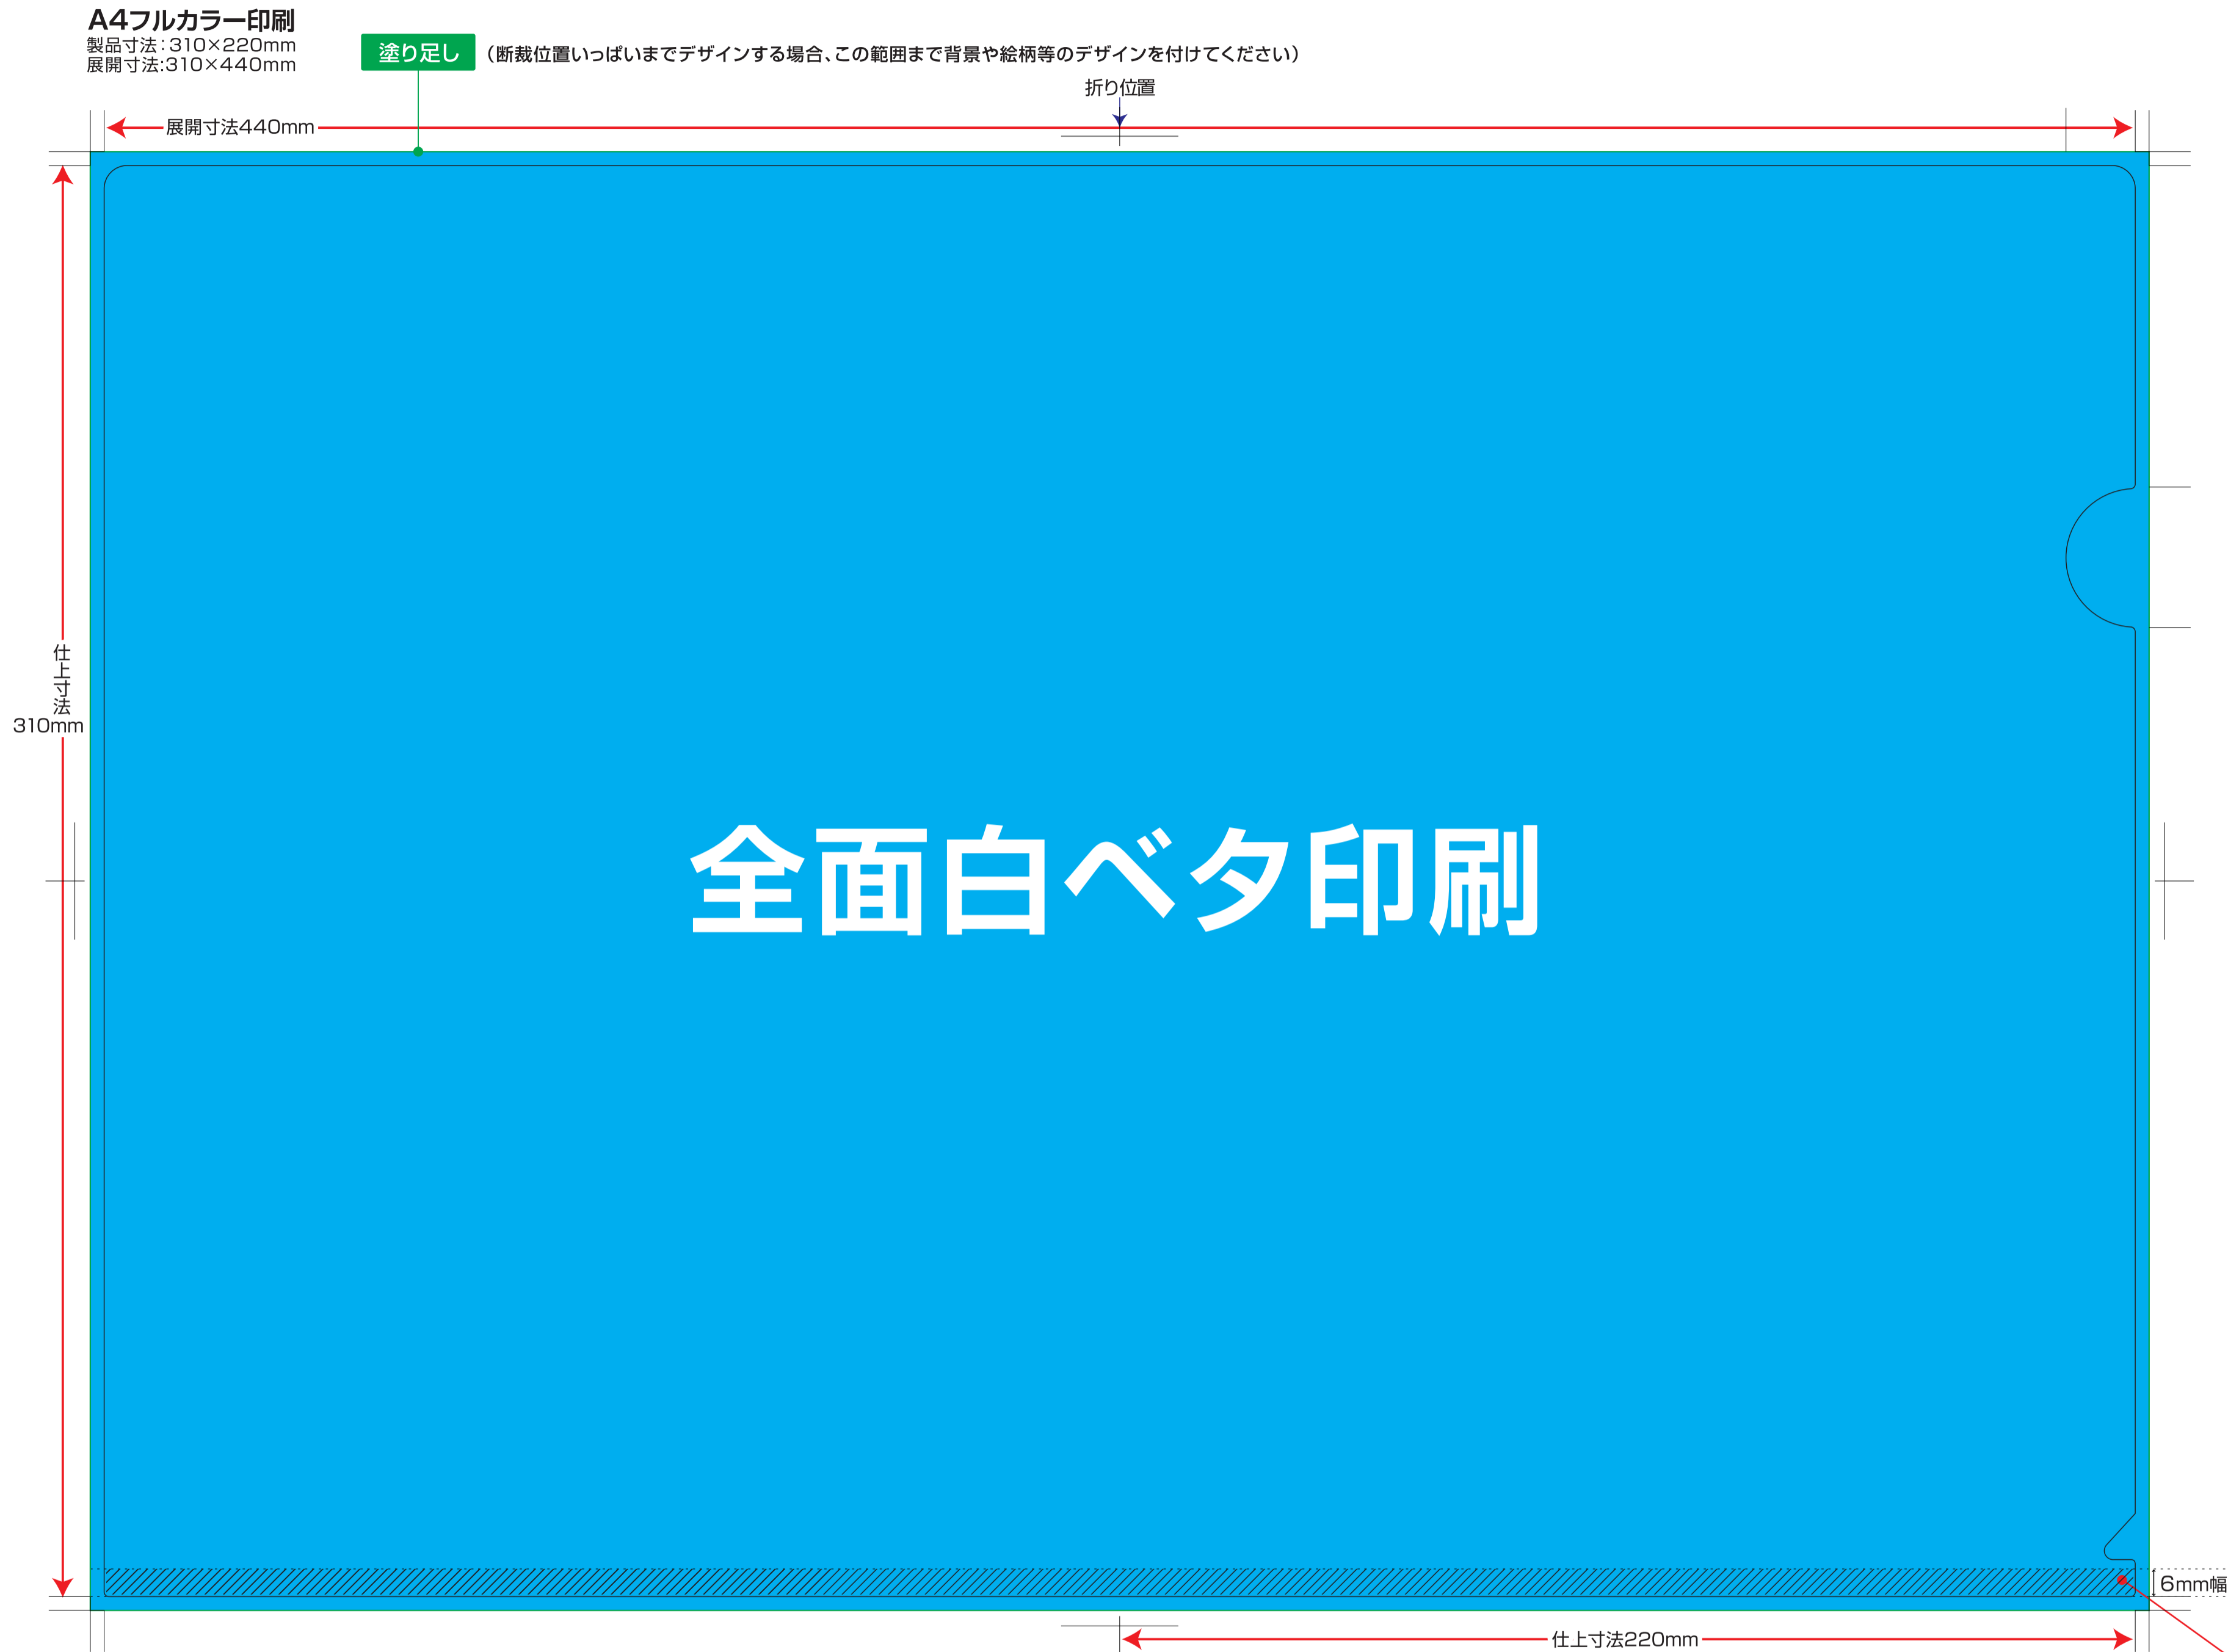 A4フルカラー印刷
製品寸法：310×220mm
展開寸法：310×440mm
塗り足し（断裁位置いっぱいまでデザインする場合、この範囲まで背景や絵柄等のデザインを付けてください）
折り位置
展開寸法440mm
仕上寸法
310mm
全面白ベタ印刷
6mm幅
仕上寸法220mm